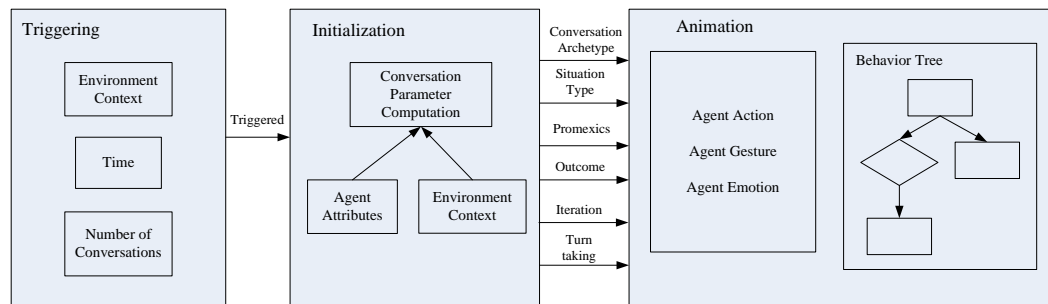 Triggering
Environment
Context
Time
Number of
Conversations
Triggered
Initialization
Conversation
Parameter
Computation
Agent
Attributes
Environment
Context
Conversation
Archetype
Situation
Type
Promexics
Outcome
Iteration
Turn
taking
Animation
Agent Action
Agent Gesture
Agent Emotion
Behavior Tree